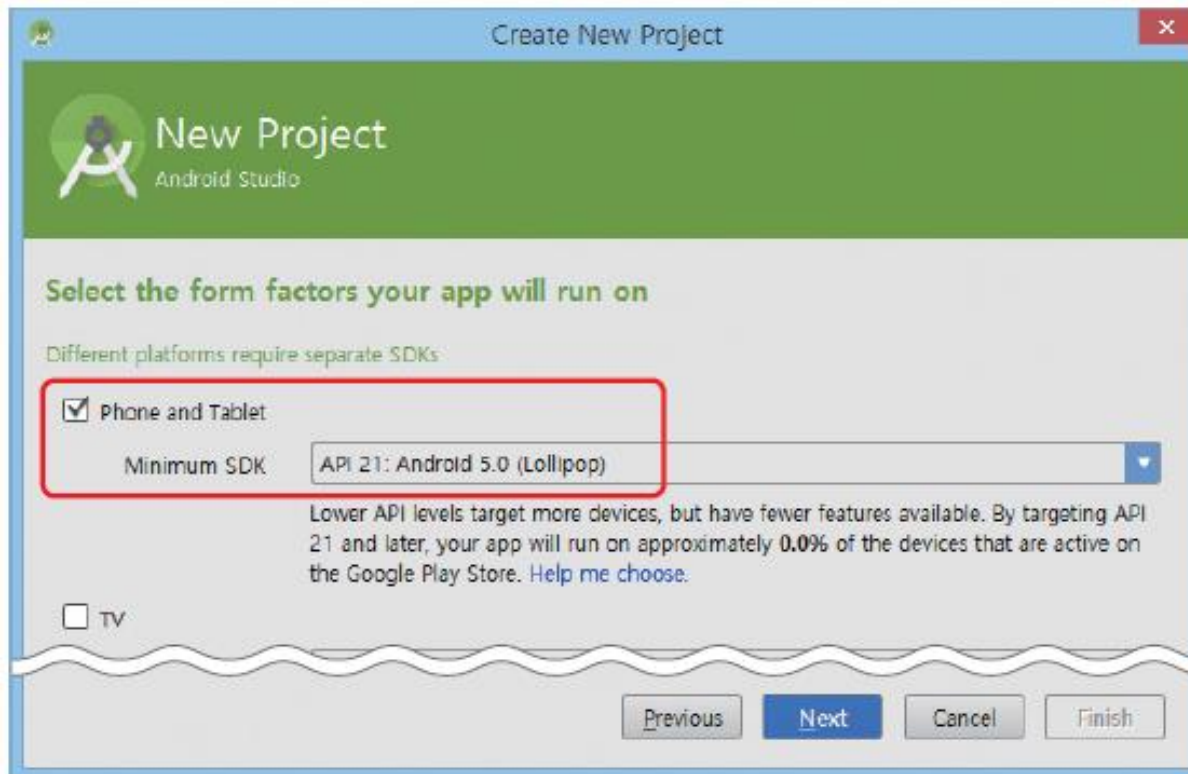 Create New Project
New Project
Android Studio
Select the form factors your app will run on
Different platforms require separate SDKs
Phone and Tablet
Minimum SDK
API 21: Android 5.0 (Lollipop)
Lower API levels target more devices, but have fewer features available. By targeting API
21 and later, your app will run on approximately 0.0% of the devices that are active on
the Google Play Store. Help me choose.
TV
Previous
Next
Cancel
Finish